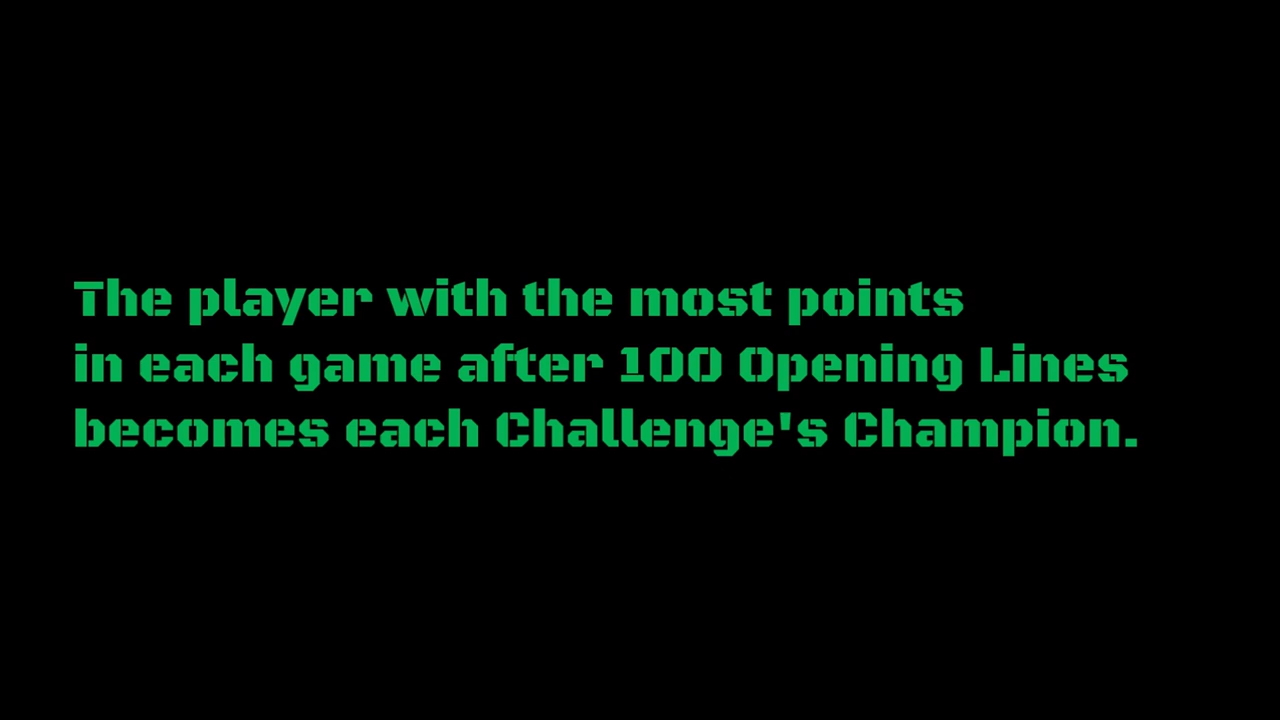 The player with the most points
in each game after 100 Opening Lines
becomes each Challenge's Champion.